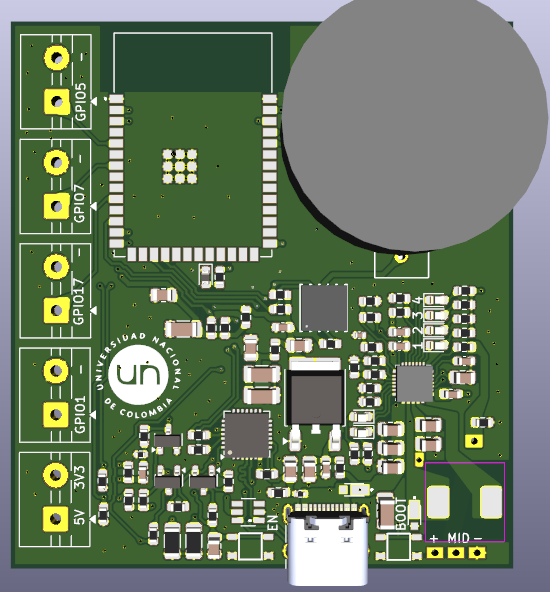 -
GPIO5
-
GPIO7
-
GPIO17
-
GPIO1
3V3
5V
UNIVERSIDAD NACIONAL
un
DE COLOMBIA
1 2 3 4
EN
BOOT
+ MID -